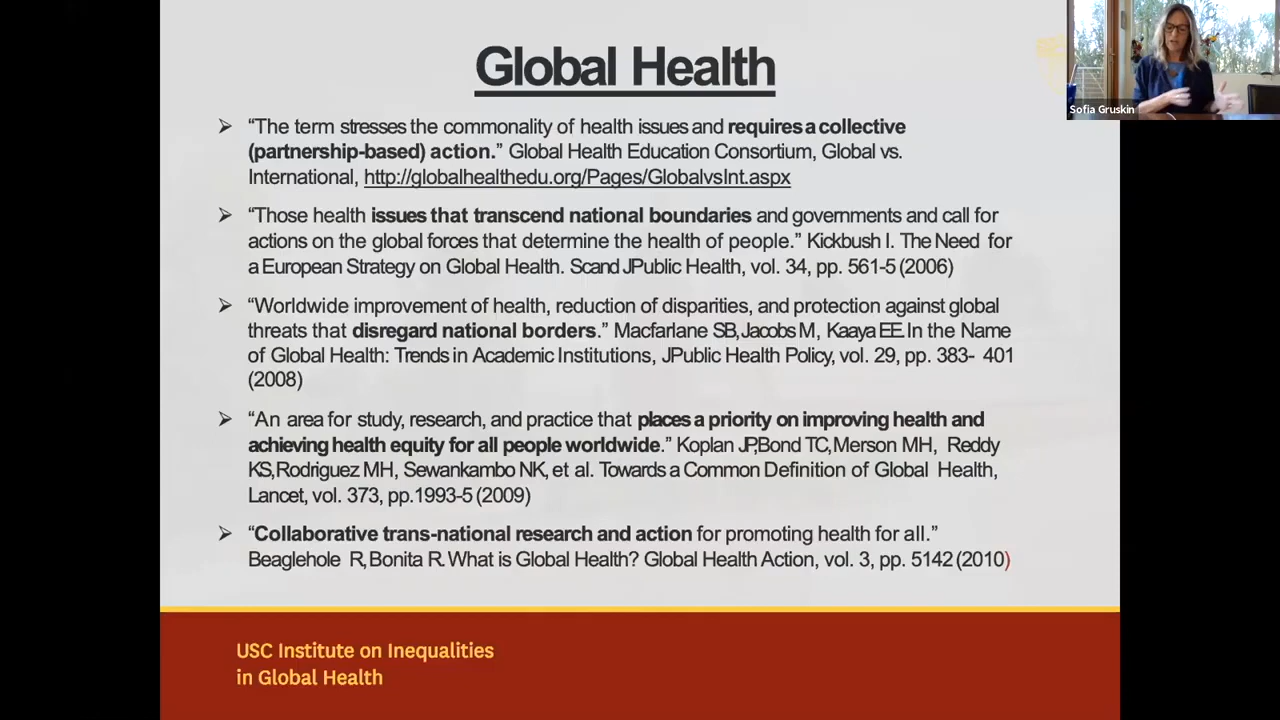 Global Health
Sofia Gruskin
➢ “The term stresses the commonality of health issues and requires a collective
(partnership-based) action.” Global Health Education Consortium, Global vs.
International, http://globalhealthedu.org/Pages/GlobalvsInt.aspx
➢ “Those health issues that transcend national boundaries and governments and call for
actions on the global forces that determine the health of people.” Kickbush I. The Need for
a European Strategy on Global Health. Scand JPublic Health, vol. 34, pp. 561-5 (2006)
➢ “Worldwide improvement of health, reduction of disparities, and protection against global
threats that disregard national borders.” Macfarlane SB, Jacobs M, Kaaya EE. In the Name
of Global Health: Trends in Academic Institutions, JPublic Health Policy, vol. 29, pp. 383- 401
(2008)
➢ “An area for study, research, and practice that places a priority on improving health and
achieving health equity for all people worldwide.” Koplan JP,Bond TC, Merson MH, Reddy
KS, Rodriguez MH, Sewankambo NK, et al. Towards a Common Definition of Global Health,
Lancet, vol. 373, pp.1993-5 (2009)
➢ “Collaborative trans-national research and action for promoting health for all.”
Beaglehole R, Bonita R. What is Global Health? Global Health Action, vol. 3, pp. 5142 (2010)
USC Institute on Inequalities
in Global Health